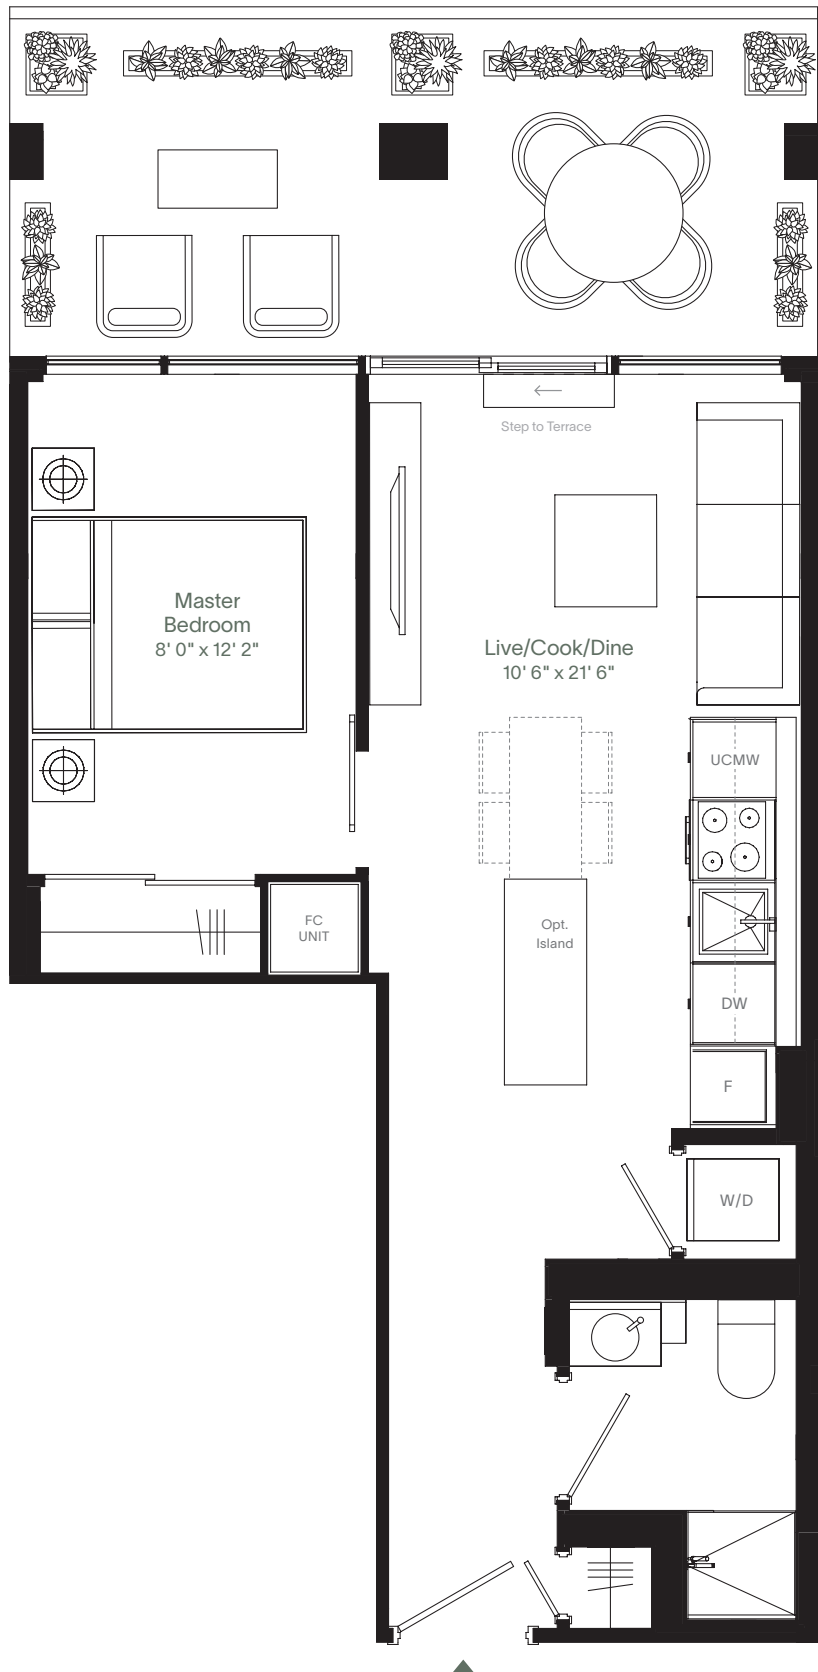 Step to Terrace
Master
Bedroom
8' 0" x 12' 2"
Live/Cook/Dine
10' 6" x 21' 6"
UCMW
FC
UNIT
Opt.
Island
DW
F
W/D